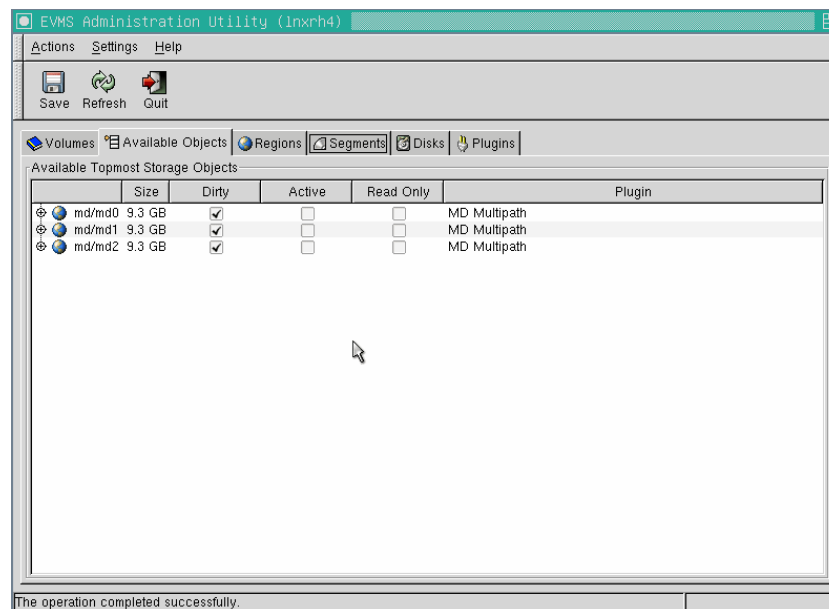 EVMS Administration Utility (lnxrh4)
Actions Settings Help
Save Refresh Quit
Volumes Available Objects Regions Segments Disks Plugins
Available Topmost Storage Objects
Size Dirty Active Read Only Plugin
md/md0 9.3 GB MD Multipath
md/md1 9.3 GB MD Multipath
md/md2 9.3 GB MD Multipath
The operation completed successfully.